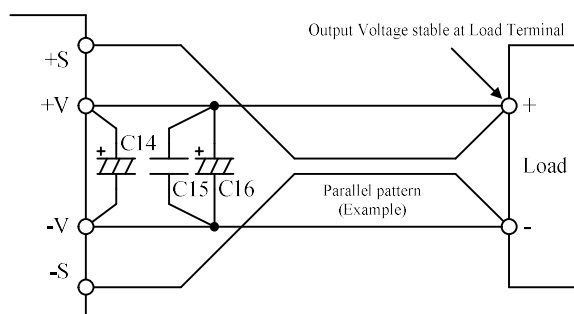 Output Voltage stable at Load Terminal
+S
+V
+
+ C14
+
C15
C16
Load
Parallel pattern
(Example)
-V
-
-S